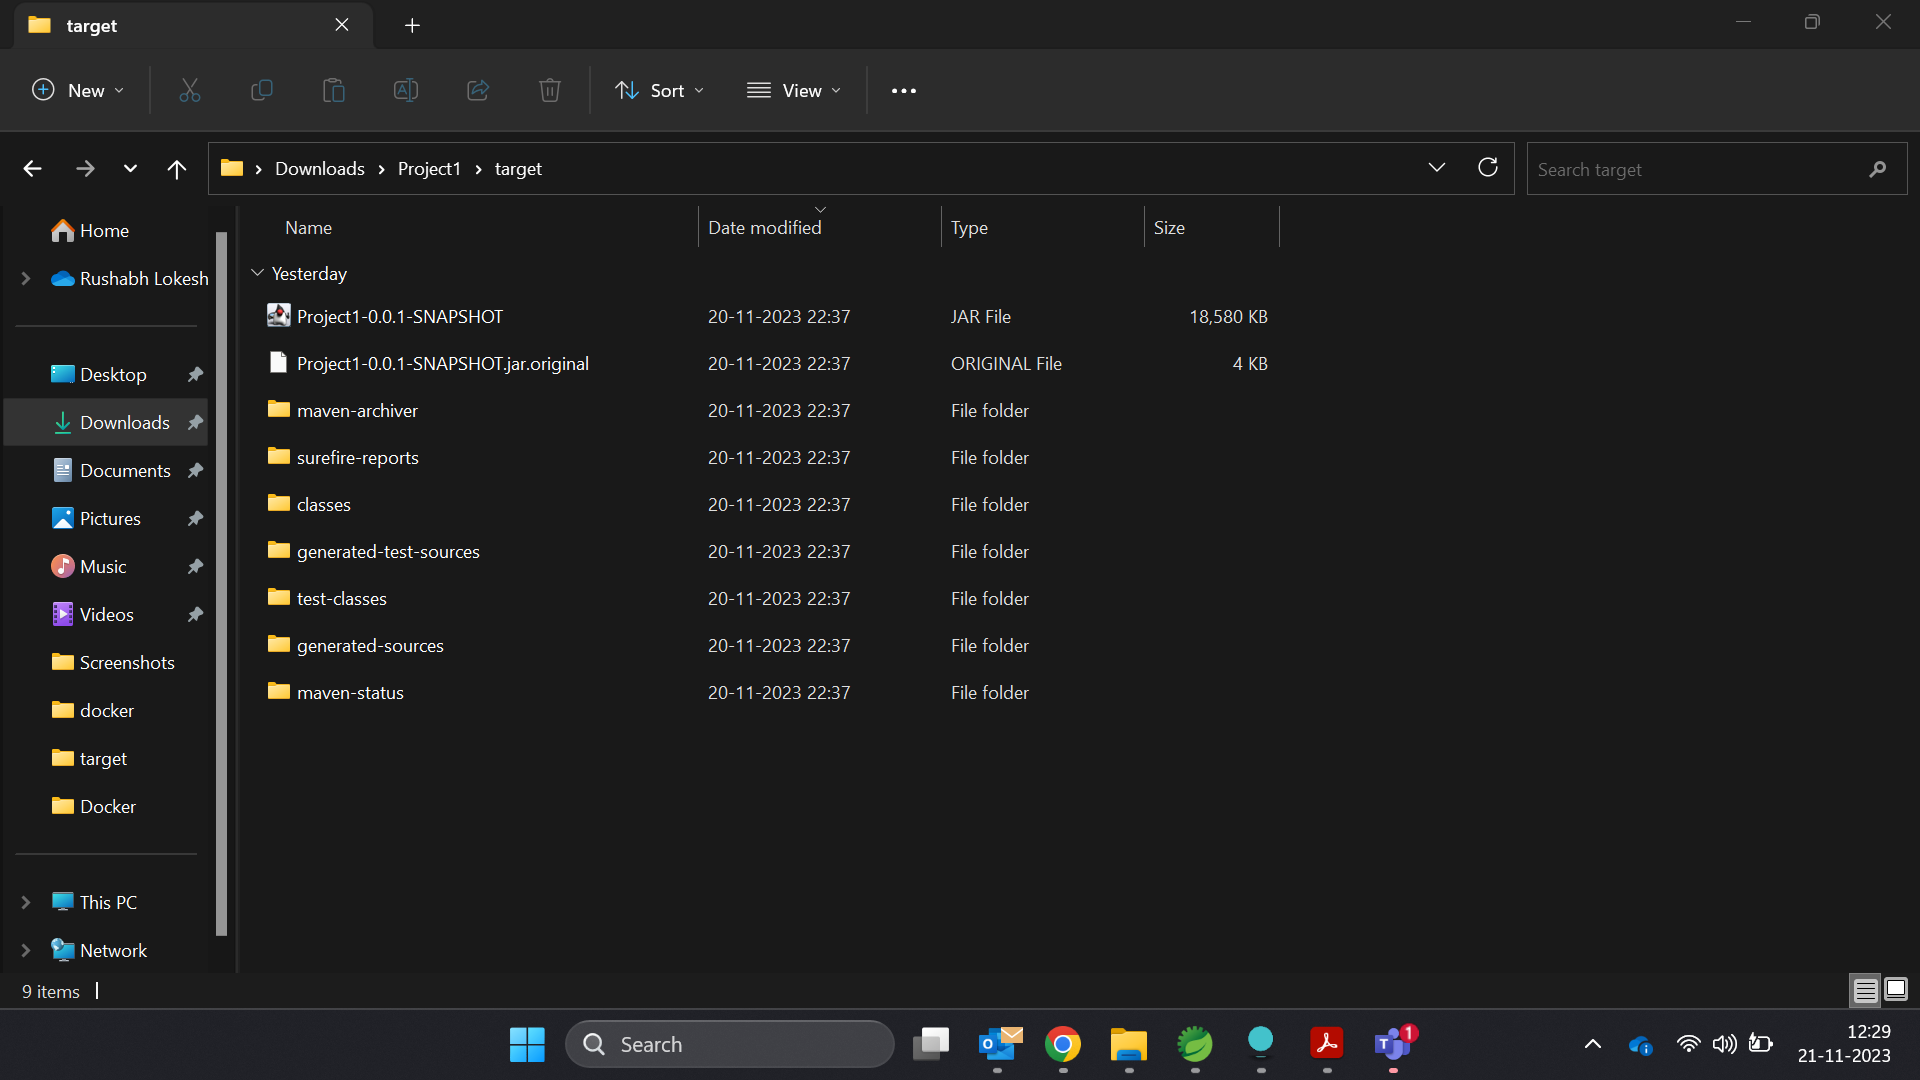 target
New
Sort
View
Downloads
Project1
target
Search target
Home
Rushabh Lokesh
Desktop
Downloads
Documents
Pictures
Music
Videos
Screenshots
docker
target
Docker
This PC
Network
Name Date modified Type Size
Yesterday
Project1-0.0.1-SNAPSHOT 20-11-2023 22:37 JAR File 18,580 KB
Project1-0.0.1-SNAPSHOT.jar.original 20-11-2023 22:37 ORIGINAL File 4 KB
maven-archiver 20-11-2023 22:37 File folder
surefire-reports 20-11-2023 22:37 File folder
classes 20-11-2023 22:37 File folder
generated-test-sources 20-11-2023 22:37 File folder
test-classes 20-11-2023 22:37 File folder
generated-sources 20-11-2023 22:37 File folder
maven-status 20-11-2023 22:37 File folder
9 items
Search
1
12:29
21-11-2023